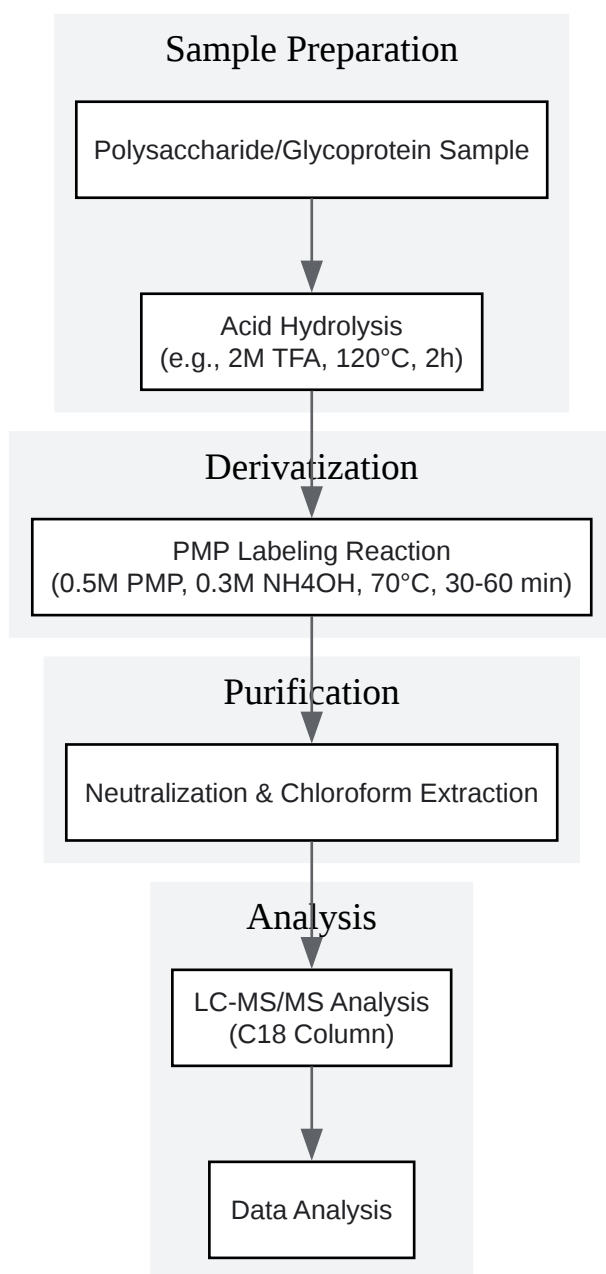 Sample Preparation
Polysaccharide/Glycoprotein Sample
Acid Hydrolysis
(e.g., 2M TFA, 120°C, 2h)
Derivatization
PMP Labeling Reaction
(0.5M PMP, 0.3M NH4OH, 70°C, 30-60 min)
Purification
Neutralization & Chloroform Extraction
Analysis
LC-MS/MS Analysis
(C18 Column)
Data Analysis